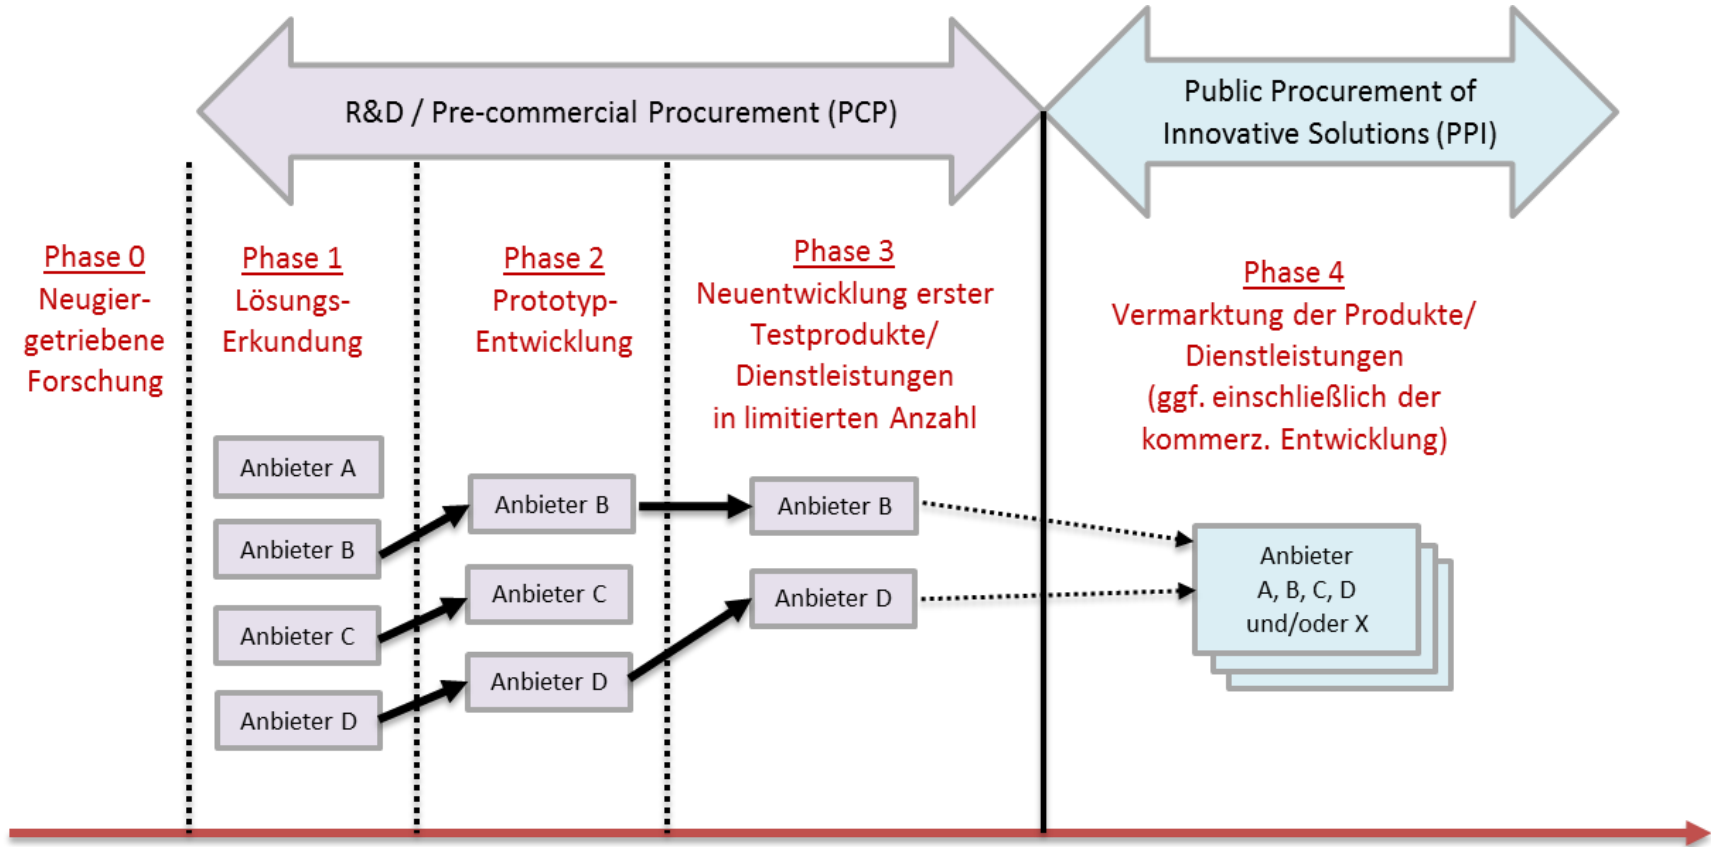 R&D / Pre-commercial Procurement (PCP)
Public Procurement of
Innovative Solutions (PPI)
Phase 0
Neugier-
getriebene
Forschung
Phase 1
Lösungs-
Erkundung
Phase 2
Prototyp-
Entwicklung
Phase 3
Neuentwicklung erster
Testprodukte/
Dienstleistungen
in limitierten Anzahl
Phase 4
Vermarktung der Produkte/
Dienstleistungen
(ggf. einschließlich der
kommerz. Entwicklung)
Anbieter A
Anbieter B
Anbieter C
Anbieter D
Anbieter B
Anbieter C
Anbieter D
Anbieter B
Anbieter D
Anbieter
A, B, C, D
und/oder X